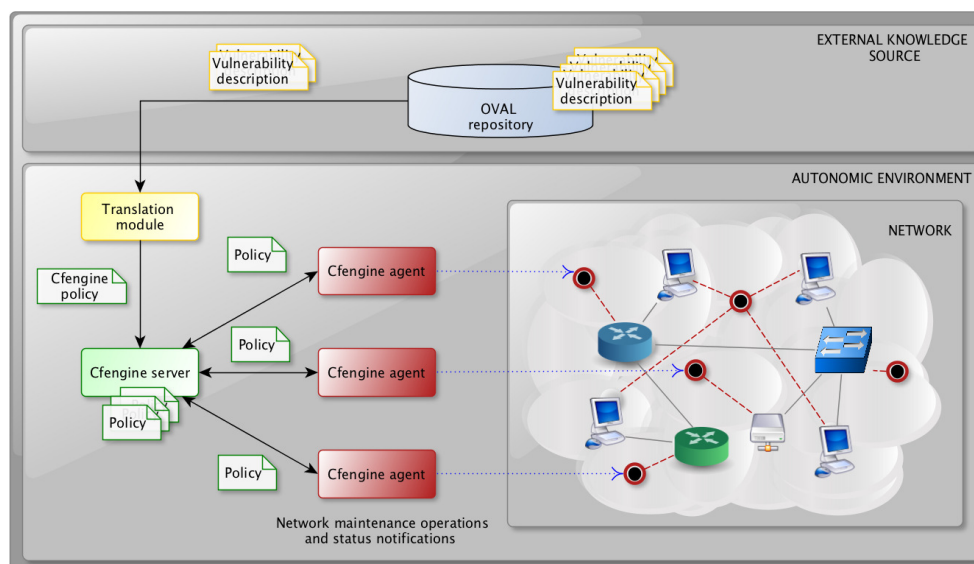 EXTERNAL KNOWLEDGE
SOURCE
Vulnerability
description
Vulnerability
description
OVAL
repository
AUTONOMIC ENVIRONMENT
Translation
module
NETWORK
Policy
Cfengine agent
Cfengine
policy
Policy
Cfengine server
Cfengine agent
Policy
Policy
Cfengine agent
Network maintenance operations
and status notifications